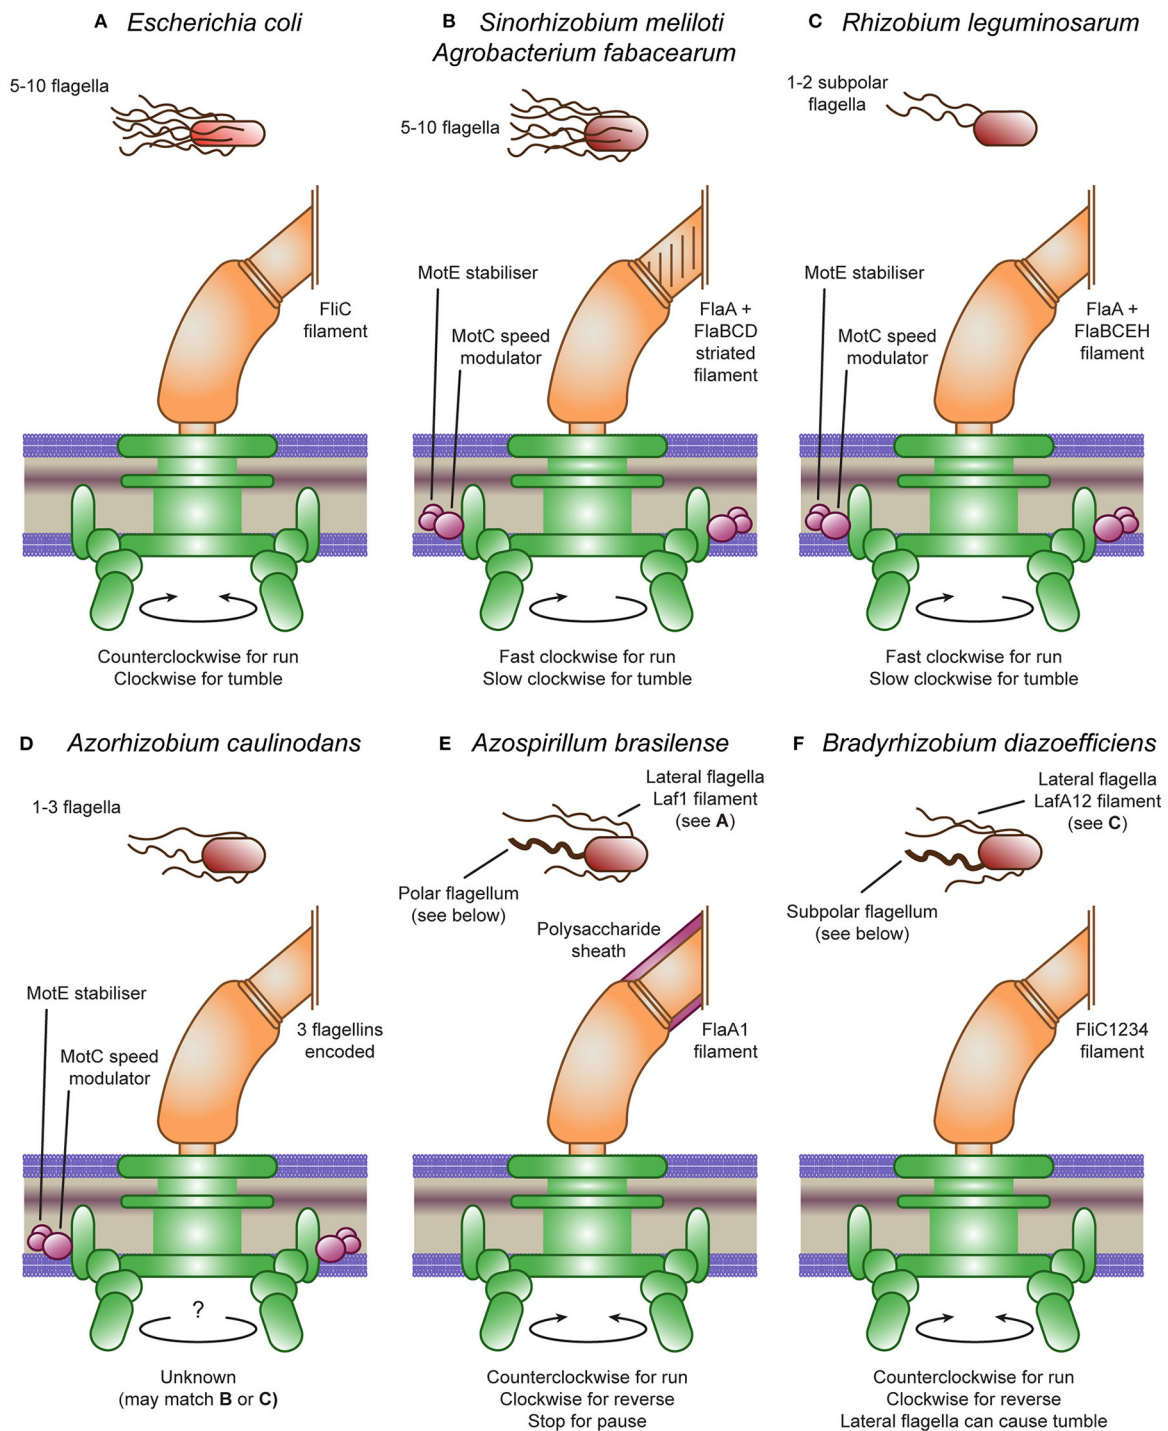 A Escherichia coli
5-10 flagella
FliC
filament
Counterclockwise for run
Clockwise for tumble
B Sinorhizobium meliloti
Agrobacterium fabacearum
5-10 flagella
MotE stabiliser
MotC speed
modulator
FlaA +
FlaBCD
striated
filament
Fast clockwise for run
Slow clockwise for tumble
C Rhizobium leguminosarum
1-2 subpolar
flagella
MotE stabiliser
MotC speed
modulator
FlaA +
FlaBCEH
filament
Fast clockwise for run
Slow clockwise for tumble
D Azorhizobium caulinodans
1-3 flagella
MotE stabiliser
MotC speed
modulator
3 flagellins
encoded
?
Unknown
(may match B or C)
E Azospirillum brasilense
Lateral flagella
Laf1 filament
(see A)
Polar flagellum
(see below)
Polysaccharide
sheath
FlaA1
filament
Counterclockwise for run
Clockwise for reverse
Stop for pause
F Bradyrhizobium diazoefficiens
Lateral flagella
LafA12 filament
(see C)
Subpolar flagellum
(see below)
FliC1234
filament
Counterclockwise for run
Clockwise for reverse
Lateral flagella can cause tumble